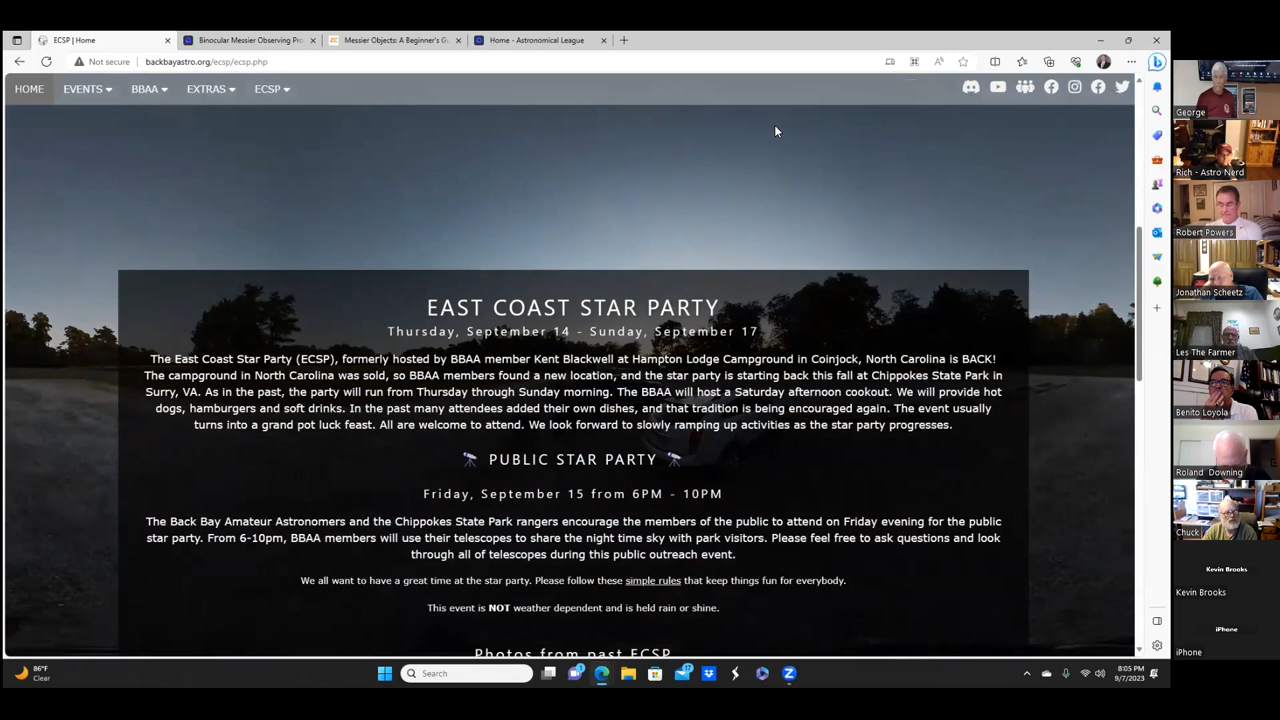 ECSP | Home
Binocular Messier Observing Pro
Messier Objects: A Beginner's Gu
Home - Astronomical League
Not secure
backbayastro.org/ecsp/ecsp.php
HOME
EVENTS
BBAA
EXTRAS
ECSP
EAST COAST STAR PARTY
Thursday, September 14 - Sunday, September 17
The East Coast Star Party (ECSP), formerly hosted by BBAA member Kent Blackwell at Hampton Lodge Campground in Coinjock, North Carolina is BACK!
The campground in North Carolina was sold, so BBAA members found a new location, and the star party is starting back this fall at Chippokes State Park in
Surry, VA. As in the past, the party will run from Thursday through Sunday morning. The BBAA will host a Saturday afternoon cookout. We will provide hot
dogs, hamburgers and soft drinks. In the past many attendees added their own dishes, and that tradition is being encouraged again. The event usually
turns into a grand pot luck feast. All are welcome to attend. We look forward to slowly ramping up activities as the star party progresses.
PUBLIC STAR PARTY
Friday, September 15 from 6PM - 10PM
The Back Bay Amateur Astronomers and the Chippokes State Park rangers encourage the members of the public to attend on Friday evening for the public
star party. From 6-10pm, BBAA members will use their telescopes to share the night time sky with park visitors. Please feel free to ask questions and look
through all of telescopes during this public outreach event.
We all want to have a great time at the star party. Please follow these simple rules that keep things fun for everybody.
This event is NOT weather dependent and is held rain or shine.
Photos from past ECSP
George
Rich - Astro Nerd
Robert Powers
Jonathan Scheetz
Les The Farmer
Benito Loyola
Roland Downing
Chuck
Kevin Brooks
Kevin Brooks
iPhone
iPhone
86°F
Clear
Search
1
17
8:05 PM
9/7/2023